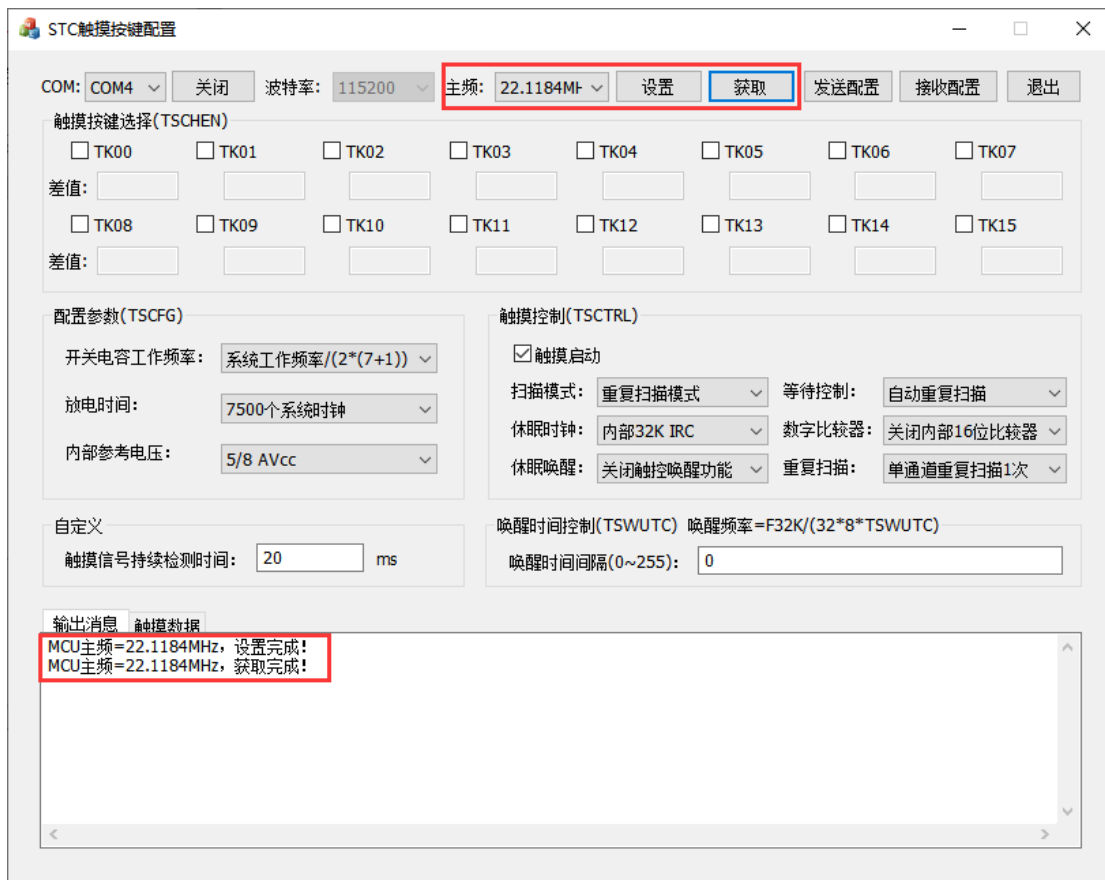 STC触摸按键配置
COM: COM4 关闭 波特率: 115200 主频: 22.1184MH 设置 获取 发送配置 接收配置 退出
触摸按键选择(TSCHEN)
TK00 TK01 TK02 TK03 TK04 TK05 TK06 TK07
差值:
TK08 TK09 TK10 TK11 TK12 TK13 TK14 TK15
差值:
配置参数(TSCFG)
开关电容工作频率: 系统工作频率/(2*(7+1))
放电时间: 7500个系统时钟
内部参考电压: 5/8 AVcc
触摸控制(TSCTRL)
触摸启动
扫描模式: 重复扫描模式 等待控制: 自动重复扫描
休眠时钟: 内部32K IRC 数字比较器: 关闭内部16位比较器
休眠唤醒: 关闭触控唤醒功能 重复扫描: 单通道重复扫描1次
自定义
触摸信号持续检测时间: 20 ms
唤醒时间控制(TSWUTC) 唤醒频率=F32K/(32*8*TSWUTC)
唤醒时间间隔(0~255): 0
输出消息 触摸数据
MCU主频=22.1184MHz，设置完成!
MCU主频=22.1184MHz，获取完成!